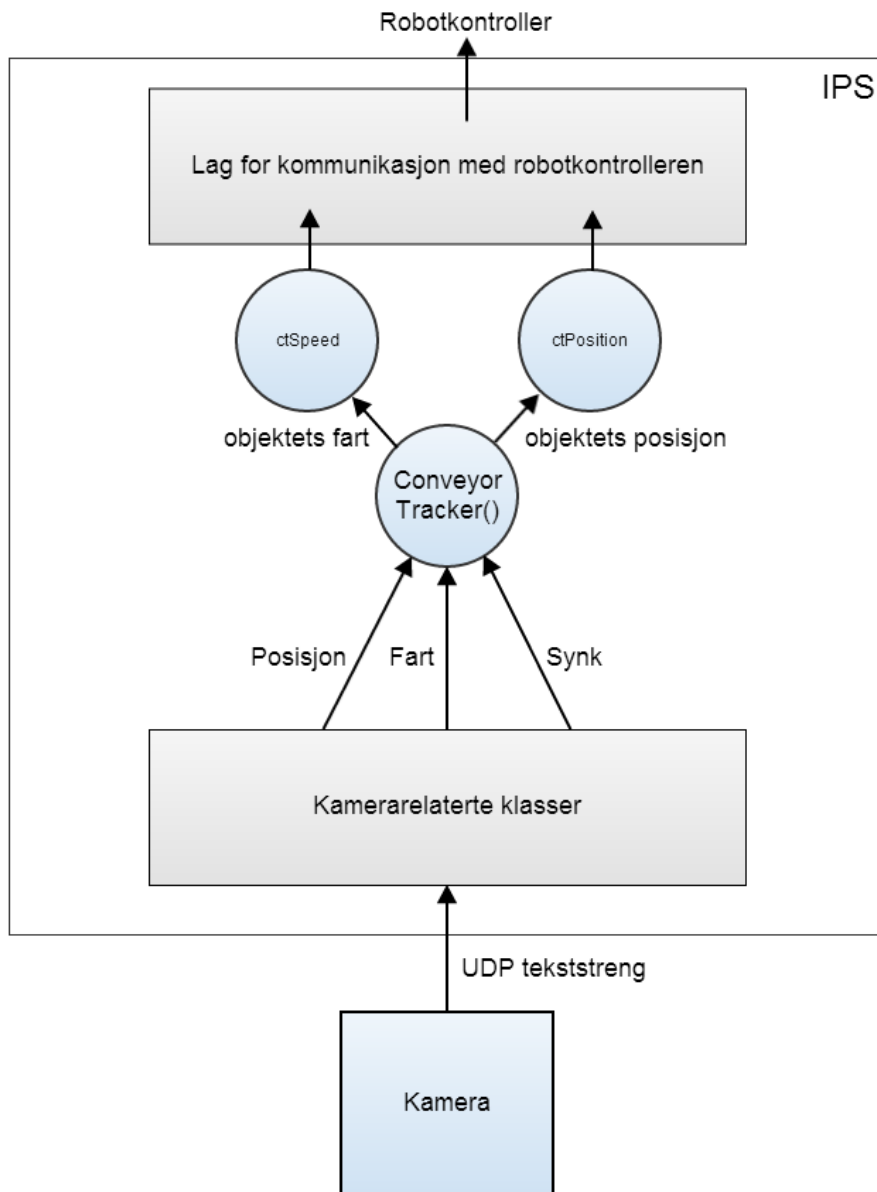 Robotkontroller
IPS
Lag for kommunikasjon med robotkontrolleren
ctSpeed
ctPosition
objektets fart
objektets posisjon
Conveyor
Tracker()
Posisjon
Fart
Synk
Kamerarelaterte klasser
UDP tekststreng
Kamera